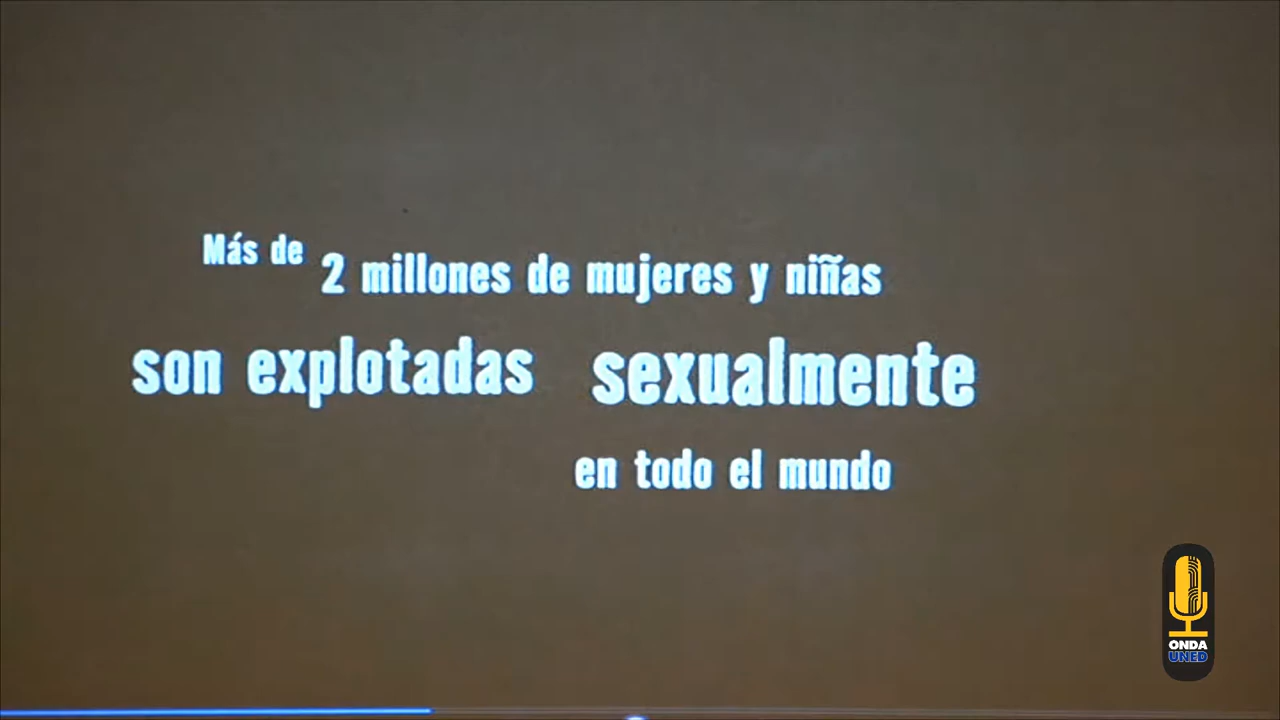 Más de 2 millones de mujeres y niñas
son explotadas sexualmente
en todo el mundo
ONDA
UNED